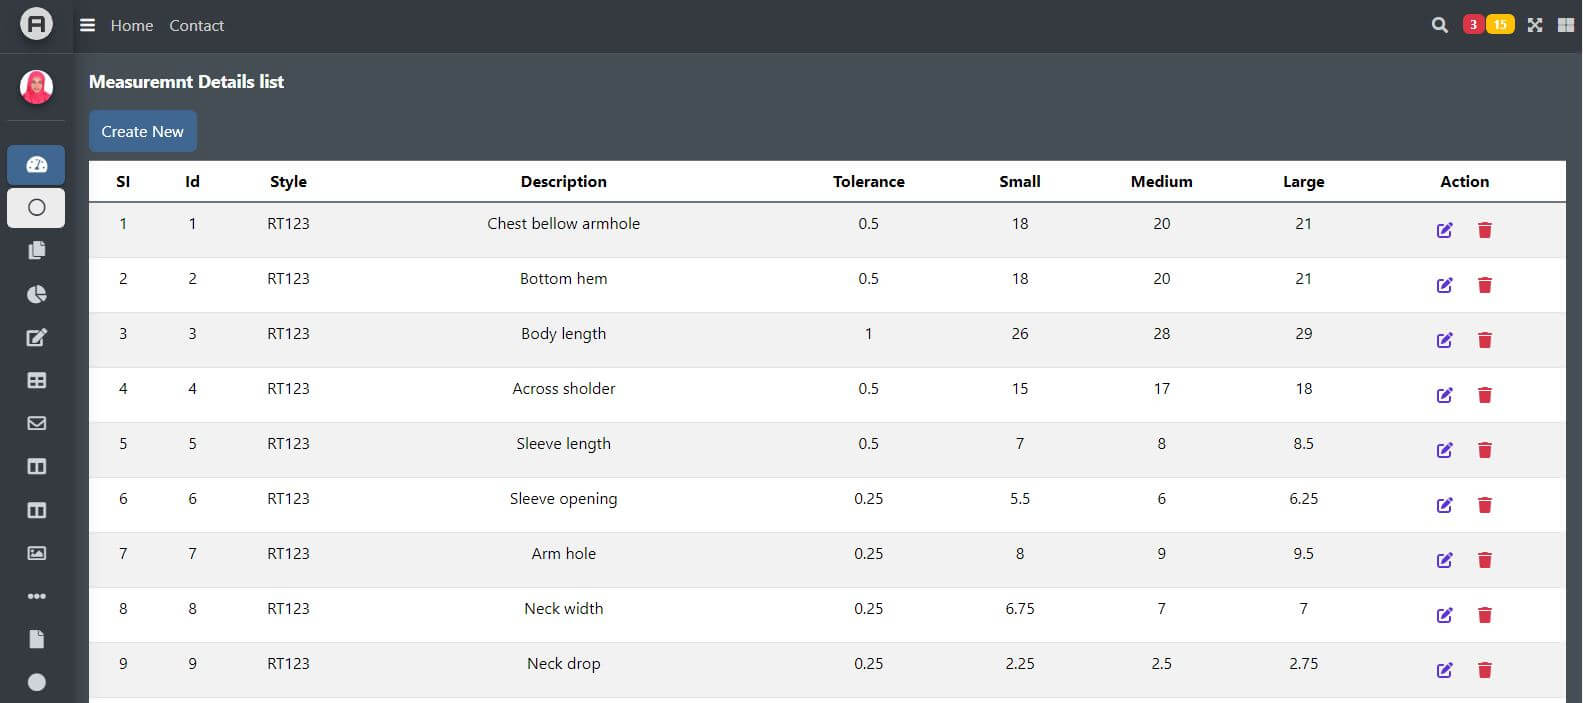 A Home Contact 3 15
Measuremnt Details list
Create New
SI Id Style Description Tolerance Small Medium Large Action
1 1 RT123 Chest bellow armhole 0.5 18 20 21
2 2 RT123 Bottom hem 0.5 18 20 21
3 3 RT123 Body length 1 26 28 29
4 4 RT123 Across sholder 0.5 15 17 18
5 5 RT123 Sleeve length 0.5 7 8 8.5
6 6 RT123 Sleeve opening 0.25 5.5 6 6.25
7 7 RT123 Arm hole 0.25 8 9 9.5
8 8 RT123 Neck width 0.25 6.75 7 7
9 9 RT123 Neck drop 0.25 2.25 2.5 2.75